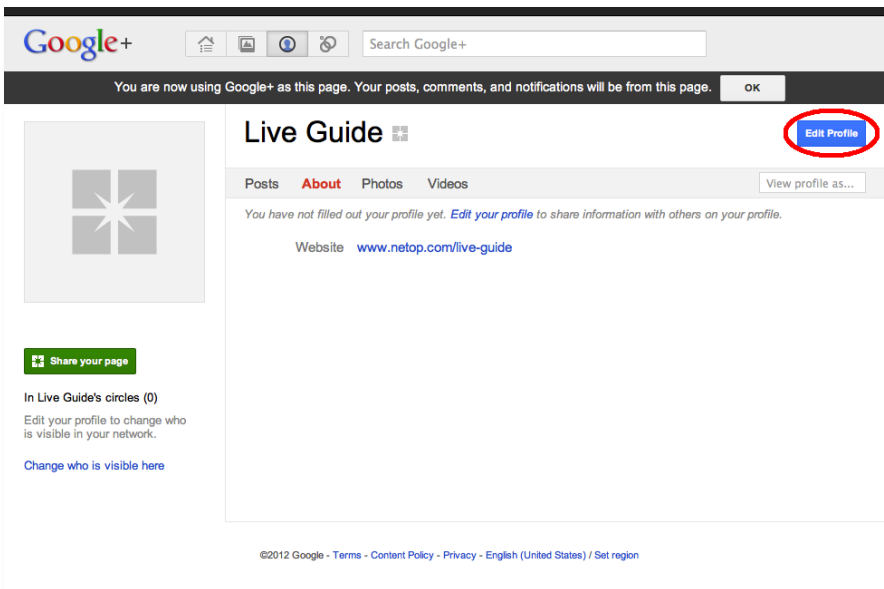 Google+
Search Google+
You are now using Google+ as this page. Your posts, comments, and notifications will be from this page.
OK
Live Guide
Edit Profile
Posts About Photos Videos
View profile as...
You have not filled out your profile yet. Edit your profile to share information with others on your profile.
Website www.netop.com/live-guide
Share your page
In Live Guide's circles (0)
Edit your profile to change who
is visible in your network.
Change who is visible here
©2012 Google - Terms - Content Policy - Privacy - English (United States) / Set region